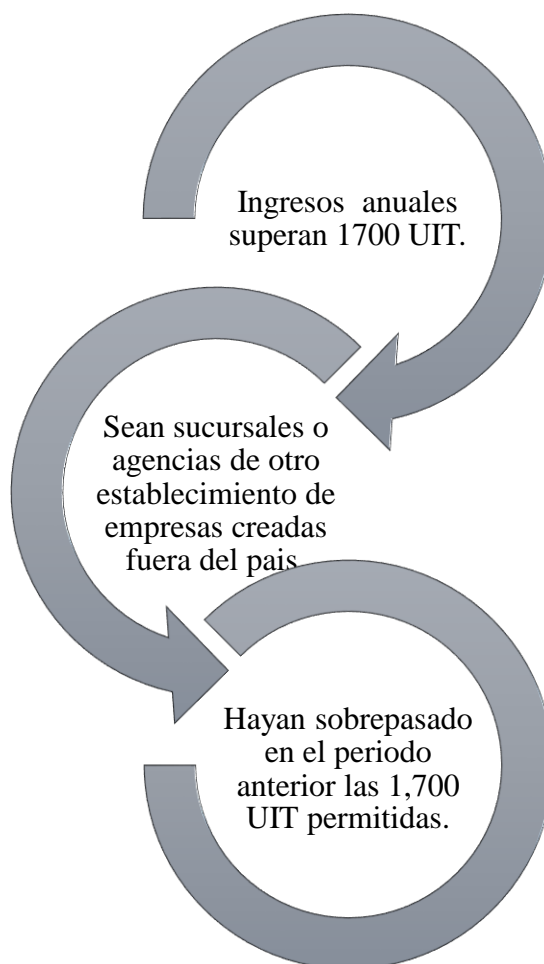 Ingresos anuales
superan 1700 UIT.
Sean sucursales o
agencias de otro
establecimiento de
empresas creadas
fuera del pais
Hayan sobrepasado
en el periodo
anterior las 1,700
UIT permitidas.